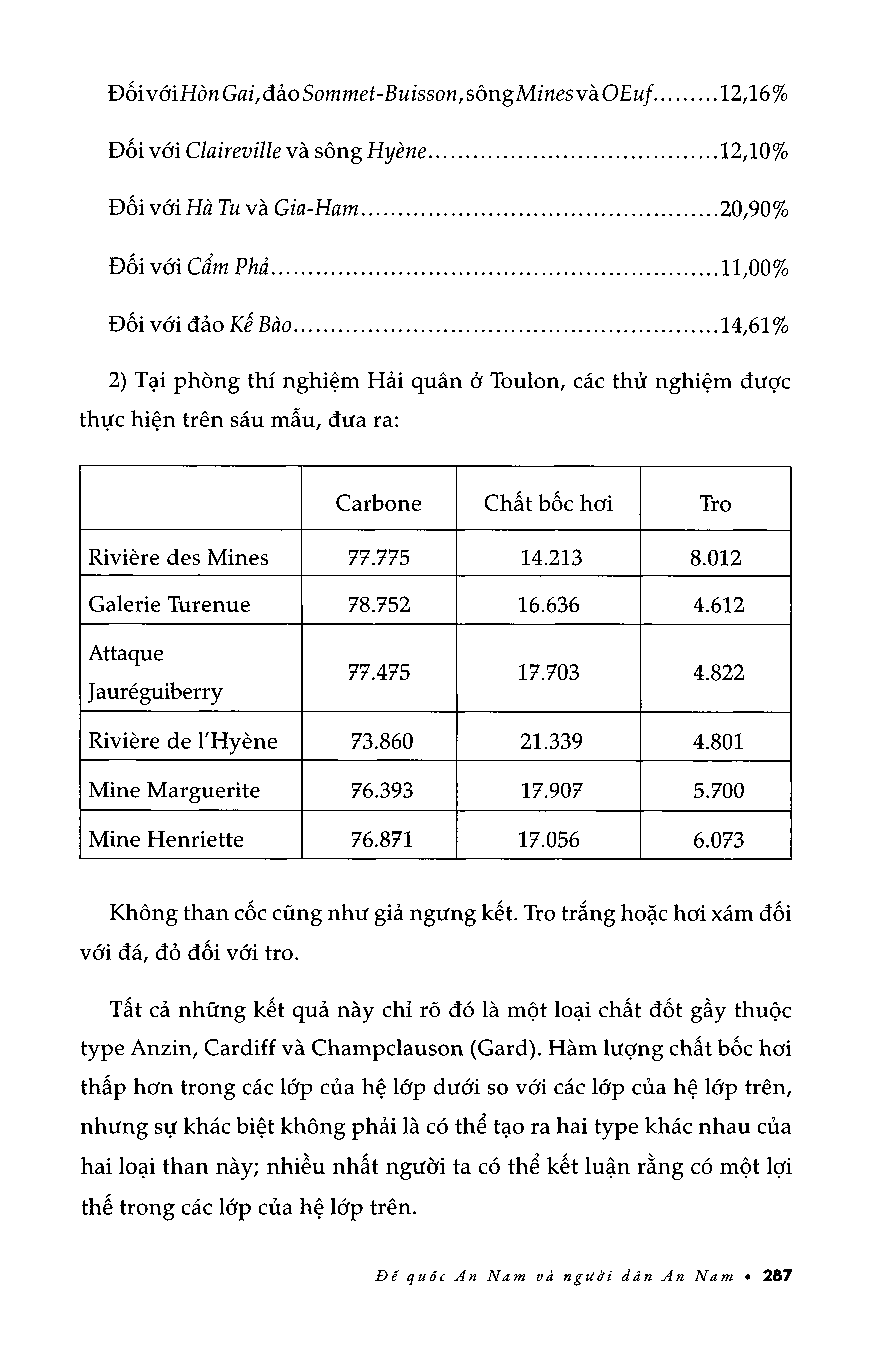 Đối với Hòn Gai, đảo Sommet-Buisson, sông Mines và OEuf.........12,16%
Đối với Claireville và sông Hyène.......................................12,10%
Đối với Hà Tu và Gia-Ham................................................20,90%
Đối với Cẩm Phả............................................................11,00%
Đối với đảo Kế Bào.........................................................14,61%
2) Tại phòng thí nghiệm Hải quân ở Toulon, các thử nghiệm được
thực hiện trên sáu mẫu, đưa ra:
Carbone Chất bốc hơi Tro
Rivière des Mines 77.775 14.213 8.012
Galerie Turenue 78.752 16.636 4.612
Attaque
Jauréguiberry 77.475 17.703 4.822
Rivière de l'Hyène 73.860 21.339 4.801
Mine Marguerite 76.393 17.907 5.700
Mine Henriette 76.871 17.056 6.073
Không than cốc cũng như giả ngưng kết. Tro trắng hoặc hơi xám đối
với đá, đỏ đối với tro.
Tất cả những kết quả này chỉ rõ đó là một loại chất đốt gầy thuộc
type Anzin, Cardiff và Champclauson (Gard). Hàm lượng chất bốc hơi
thấp hơn trong các lớp của hệ lớp dưới so với các lớp của hệ lớp trên,
nhưng sự khác biệt không phải là có thể tạo ra hai type khác nhau của
hai loại than này; nhiều nhất người ta có thể kết luận rằng có một lợi
thế trong các lớp của hệ lớp trên.
Đế quốc An Nam và người dân An Nam • 287